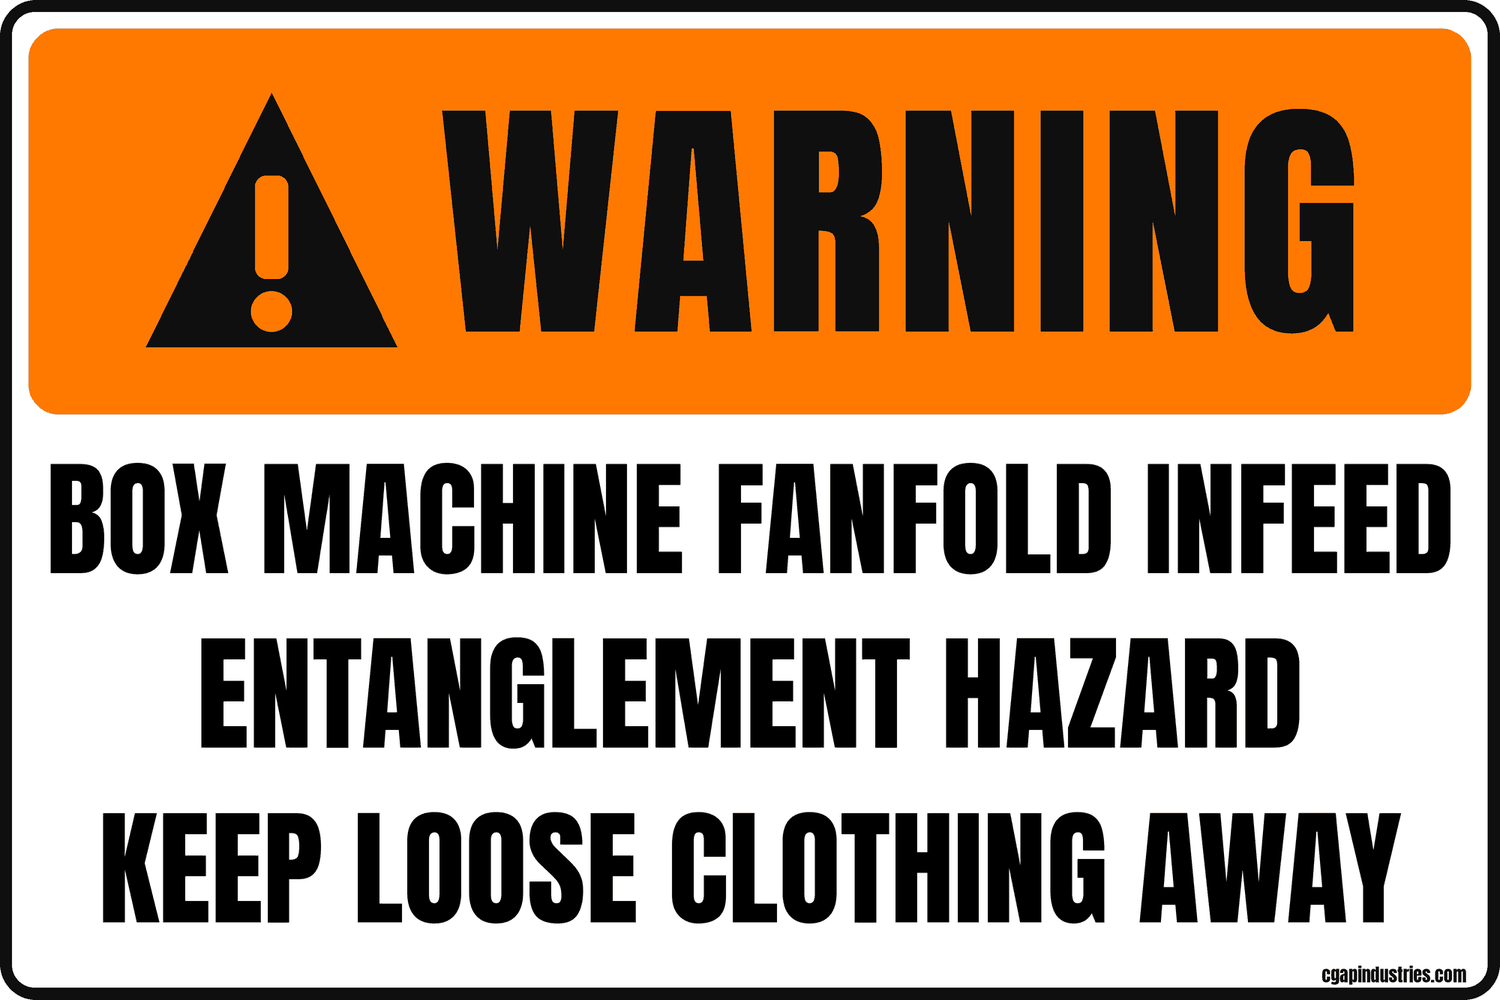 WARNING
BOX MACHINE FANFOLD INFEED
ENTANGLEMENT HAZARD
KEEP LOOSE CLOTHING AWAY
cgapindustries.com